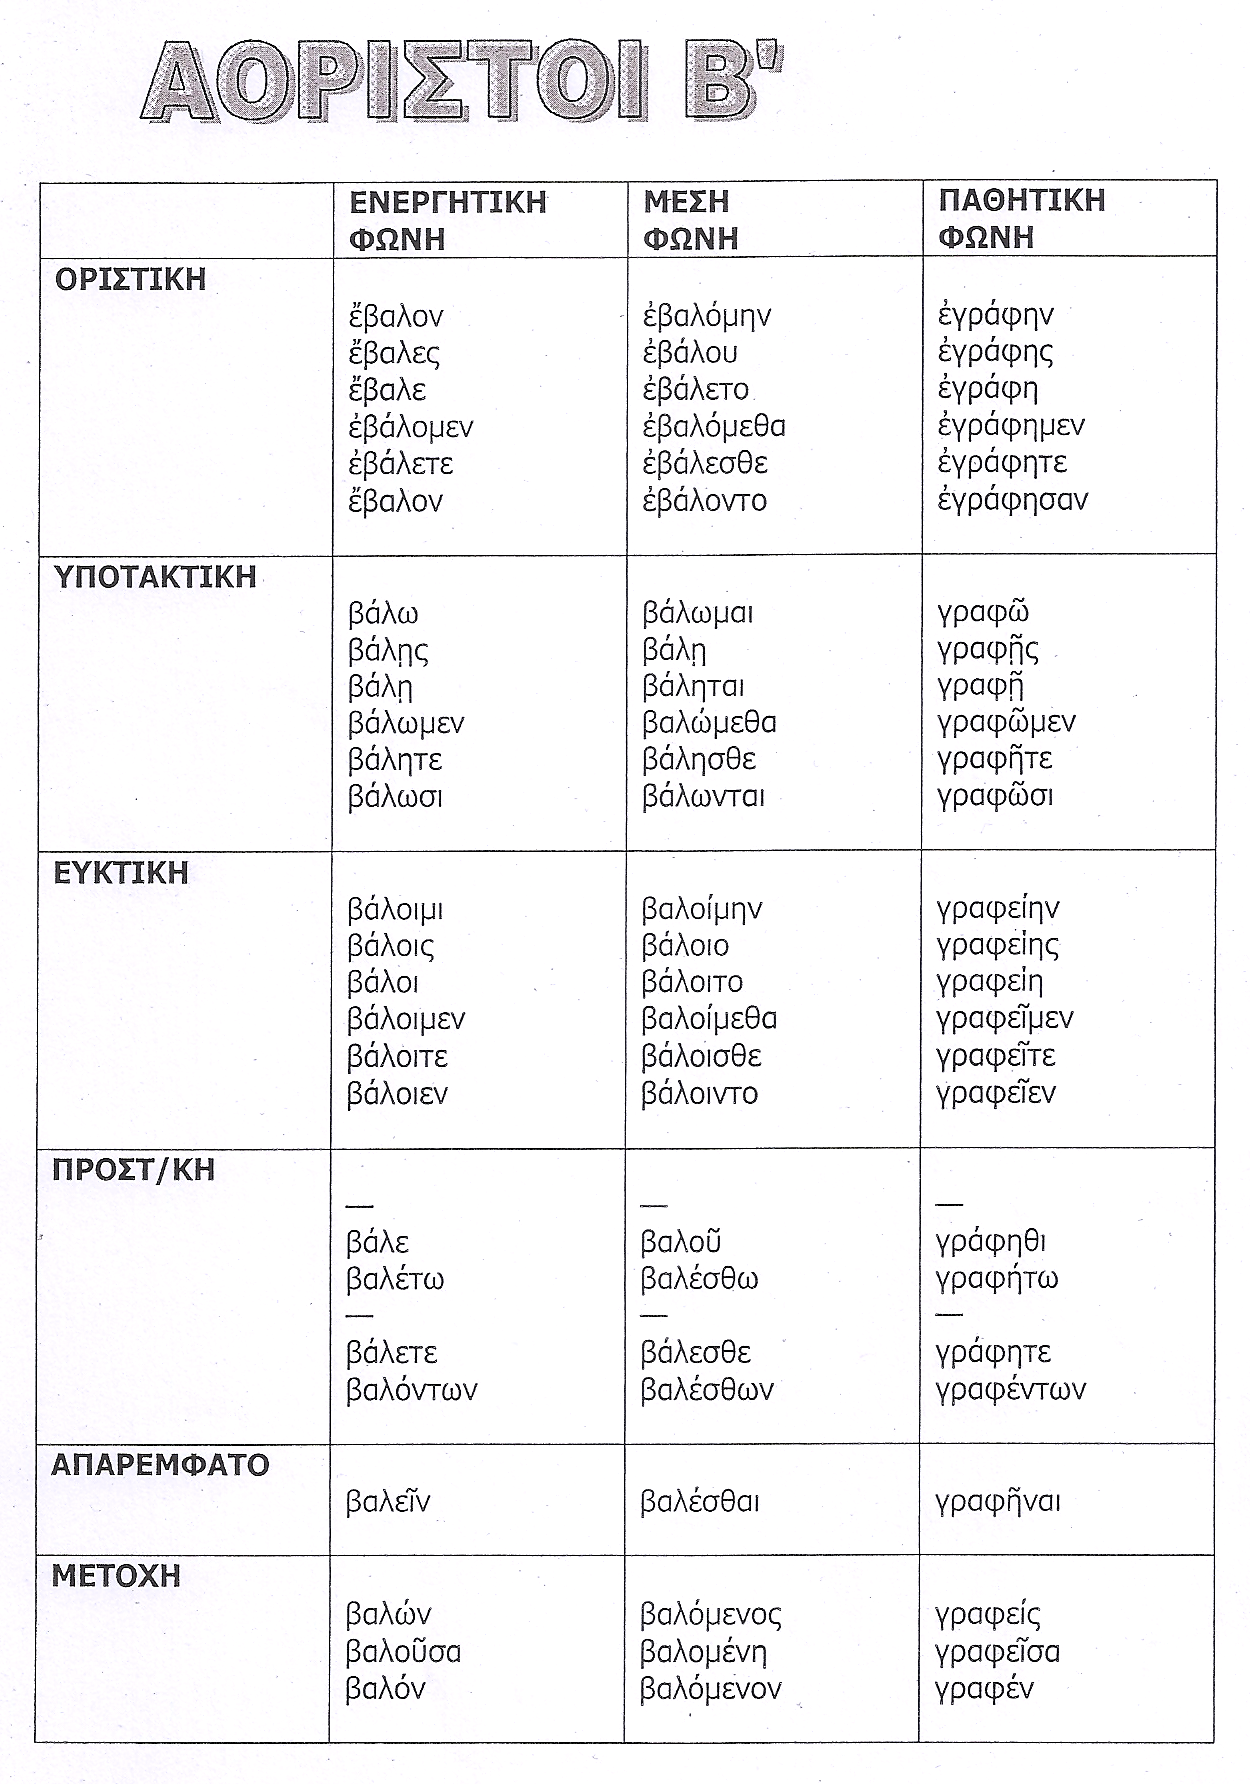 ΑΟΡΙΣΤΟΙ Β'
ΕΝΕΡΓΗΤΙΚΗ ΦΩΝΗ ΜΕΣΗ ΦΩΝΗ ΠΑΘΗΤΙΚΗ ΦΩΝΗ
ΟΡΙΣΤΙΚΗ
ἔβαλον ἐβαλόμην ἐγράφην
ἔβαλες ἐβάλου ἐγράφης
ἔβαλε ἐβάλετο ἐγράφη
ἐβάλομεν ἐβαλόμεθα ἐγράφημεν
ἐβάλετε ἐβάλεσθε ἐγράφητε
ἔβαλον ἐβάλοντο ἐγράφησαν
ΥΠΟΤΑΚΤΙΚΗ
βάλω βάλωμαι γραφῶ
βάλῃς βάλῃ γραφῇς
βάλῃ βάληται γραφῇ
βάλωμεν βαλώμεθα γραφῶμεν
βάλητε βάλησθε γραφῆτε
βάλωσι βάλωνται γραφῶσι
ΕΥΚΤΙΚΗ
βάλοιμι βαλοίμην γραφείην
βάλοις βάλοιο γραφείης
βάλοι βάλοιτο γραφείη
βάλοιμεν βαλοίμεθα γραφεῖμεν
βάλοιτε βάλοισθε γραφεῖτε
βάλοιεν βάλοιντο γραφεῖεν
ΠΡΟΣΤ/ΚΗ
— — —
βάλε βαλοῦ γράφηθι
βαλέτω βαλέσθω γραφήτω
— — —
βάλετε βάλεσθε γράφητε
βαλόντων βαλέσθων γραφέντων
ΑΠΑΡΕΜΦΑΤΟ
βαλεῖν βαλέσθαι γραφῆναι
ΜΕΤΟΧΗ
βαλών βαλόμενος γραφείς
βαλοῦσα βαλομένη γραφεῖσα
βαλόν βαλόμενον γραφέν